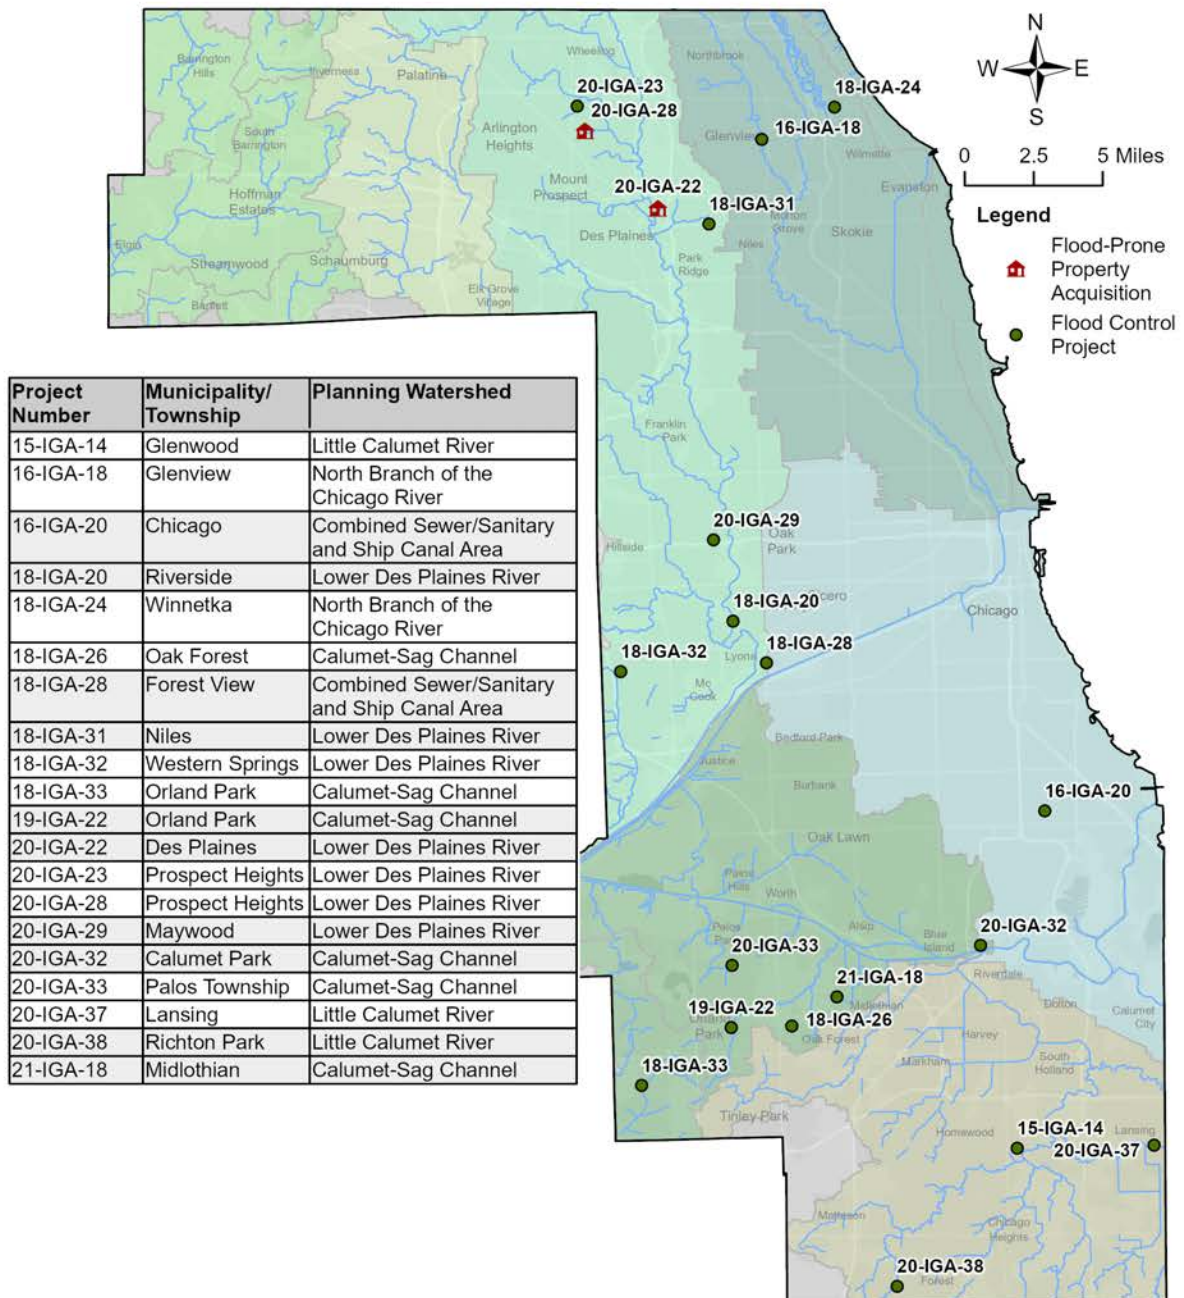 N
W E
S
0 2.5 5 Miles
Legend
Flood-Prone
Property
Acquisition
Flood Control
Project
Barrington
Hills
Inverness
Palatine
Wheeling
Northbrook
20-IGA-23
20-IGA-28
18-IGA-24
16-IGA-18
Arlington
Heights
Glenview
Wilmette
South
Barrington
Hoffman
Estates
Mount
Prospect
20-IGA-22
18-IGA-31
Evanston
Morton
Grove
Skokie
Niles
Des Plaines
Park
Ridge
Elgin
Streamwood
Schaumburg
Bartlett
Elk Grove
Village
Franklin
Park
20-IGA-29
Oak
Park
Hillside
18-IGA-20
Cicero
Chicago
18-IGA-32
Lyons
18-IGA-28
Mc
Cook
Bedford Park
Justice
Burbank
16-IGA-20
Oak Lawn
Palos
Hills
Worth
Palos
Alsip
Blue
Island
20-IGA-32
20-IGA-33
Riverdale
21-IGA-18
Midlothian
Dolton
Calumet
City
19-IGA-22
Orland
Park
18-IGA-26
Oak Forest
Harvey
South
Holland
Markham
18-IGA-33
Tinley Park
Homewood
15-IGA-14
Lansing
20-IGA-37
Matteson
Chicago
Heights
20-IGA-38
Forest
Project Number Municipality/ Township Planning Watershed
15-IGA-14 Glenwood Little Calumet River
16-IGA-18 Glenview North Branch of the
Chicago River
16-IGA-20 Chicago Combined Sewer/Sanitary
and Ship Canal Area
18-IGA-20 Riverside Lower Des Plaines River
18-IGA-24 Winnetka North Branch of the
Chicago River
18-IGA-26 Oak Forest Calumet-Sag Channel
18-IGA-28 Forest View Combined Sewer/Sanitary
and Ship Canal Area
18-IGA-31 Niles Lower Des Plaines River
18-IGA-32 Western Springs Lower Des Plaines River
18-IGA-33 Orland Park Calumet-Sag Channel
19-IGA-22 Orland Park Calumet-Sag Channel
20-IGA-22 Des Plaines Lower Des Plaines River
20-IGA-23 Prospect Heights Lower Des Plaines River
20-IGA-28 Prospect Heights Lower Des Plaines River
20-IGA-29 Maywood Lower Des Plaines River
20-IGA-32 Calumet Park Calumet-Sag Channel
20-IGA-33 Palos Township Calumet-Sag Channel
20-IGA-37 Lansing Little Calumet River
20-IGA-38 Richton Park Little Calumet River
21-IGA-18 Midlothian Calumet-Sag Channel